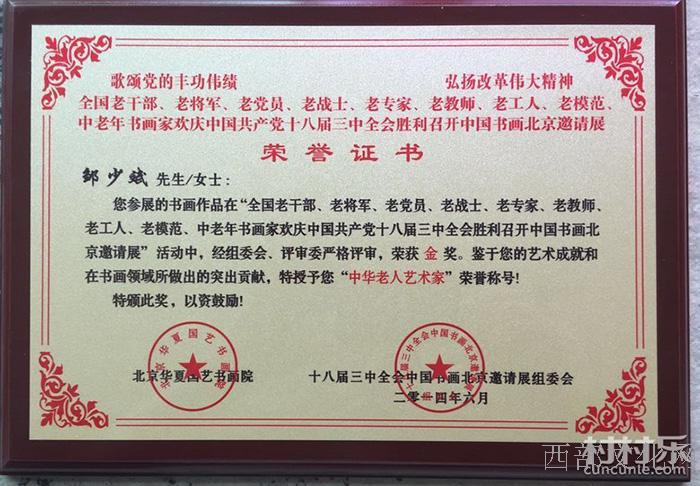 歌颂党的丰功伟绩 弘扬改革伟大精神
全国老干部、老将军、老党员、老战士、老专家、老教师、老工人、老模范、
中老年书画家欢庆中国共产党十八届三中全会胜利召开中国书画北京邀请展
荣誉证书
邹少斌 先生/女士：
您参展的书画作品在“全国老干部、老将军、老党员、老战士、老专家、老教师、
老工人、老模范、中老年书画家欢庆中国共产党十八届三中全会胜利召开中国书画北
京邀请展”活动中，经组委会、评审委严格评审，荣获 金 奖。鉴于您的艺术成就和
在书画领域所做出的突出贡献，特授予您“中华老人艺术家”荣誉称号!
特颁此奖，以资鼓励!
北京华夏国艺书画院
北京华夏国艺书画院 十八届三中全会中国书画北京邀请展组委会
二零一四年六月
村村乐
cuncunle.com